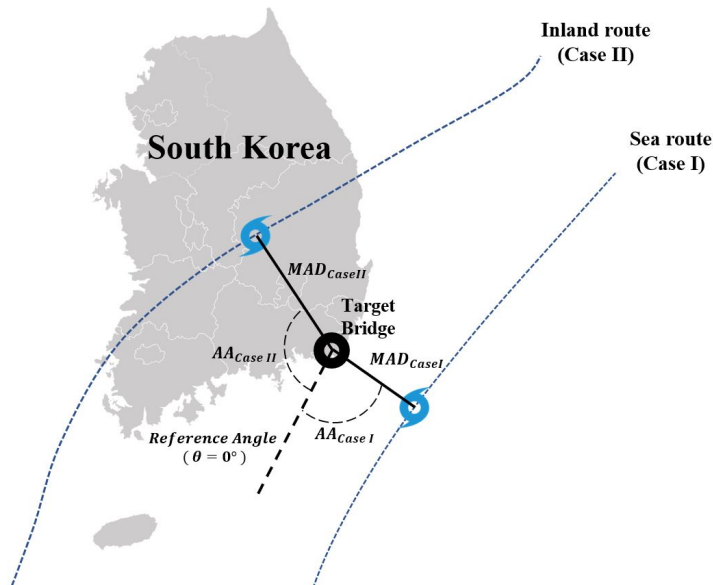 Inland route
(Case II)
Sea route
(Case I)
South Korea
MAD_CaseII
Target
Bridge
AA_Case II
MAD_CaseI
AA_Case I
Reference Angle
( θ = 0° )